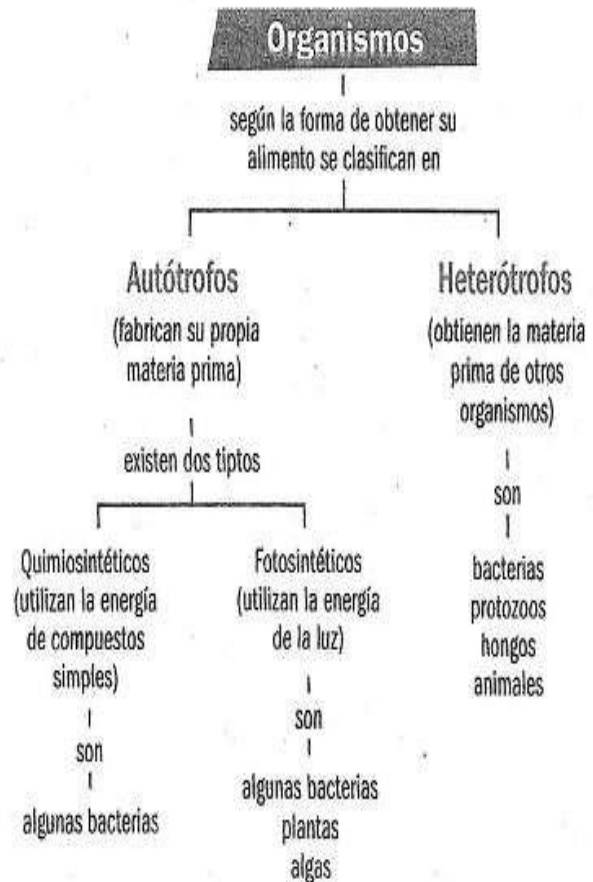 Organismos
según la forma de obtener su
alimento se clasifican en
Autótrofos
(fabrican su propia
materia prima)
existen dos tiptos
Quimiosintéticos
(utilizan la energía
de compuestos
simples)
son
algunas bacterias
Fotosintéticos
(utilizan la energía
de la luz)
son
algunas bacterias
plantas
algas
Heterótrofos
(obtienen la materia
prima de otros
organismos)
son
bacterias
protozoos
hongos
animales